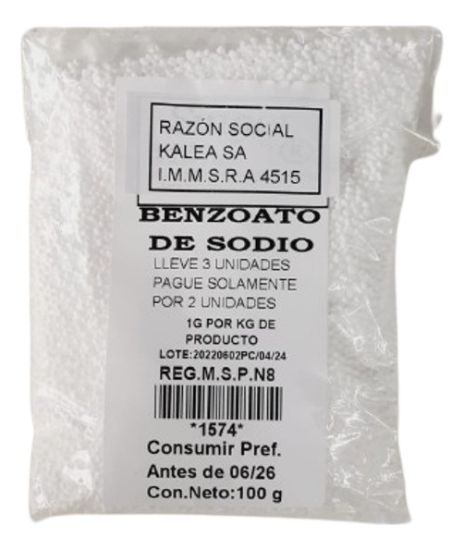 RAZÓN SOCIAL
KALEA SA
I.M.M.S.R.A 4515
BENZOATO
DE SODIO
LLEVE 3 UNIDADES
PAGUE SOLAMENTE
POR 2 UNIDADES
1G POR KG DE
PRODUCTO
LOTE:20220602PC/04/24
REG.M.S.P.N8
*1574*
Consumir Pref.
Antes de 06/26
Con.Neto:100 g